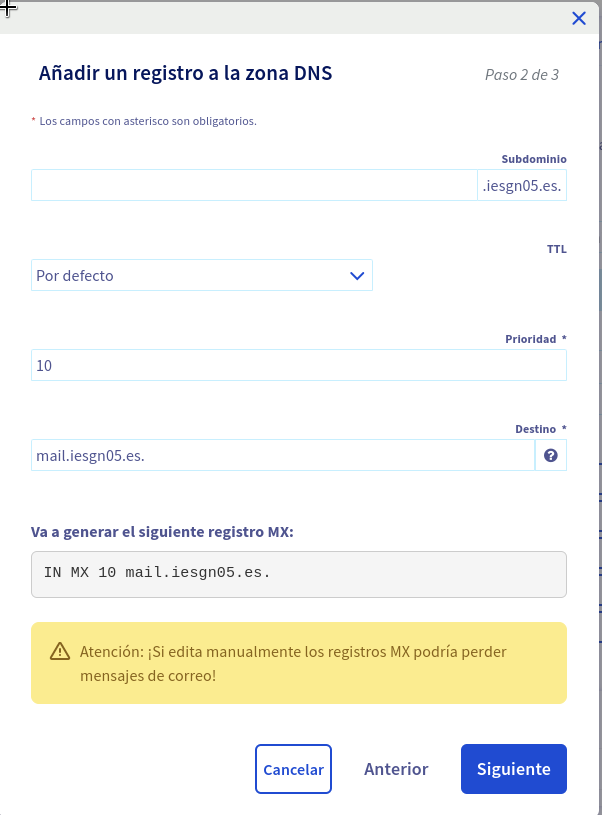 Añadir un registro a la zona DNS
Paso 2 de 3
* Los campos con asterisco son obligatorios.
Subdominio
.iesgn05.es.
TTL
Por defecto
Prioridad *
10
Destino *
mail.iesgn05.es.
Va a generar el siguiente registro MX:
IN MX 10 mail.iesgn05.es.
Atención: ¡Si edita manualmente los registros MX podría perder
mensajes de correo!
Cancelar
Anterior
Siguiente